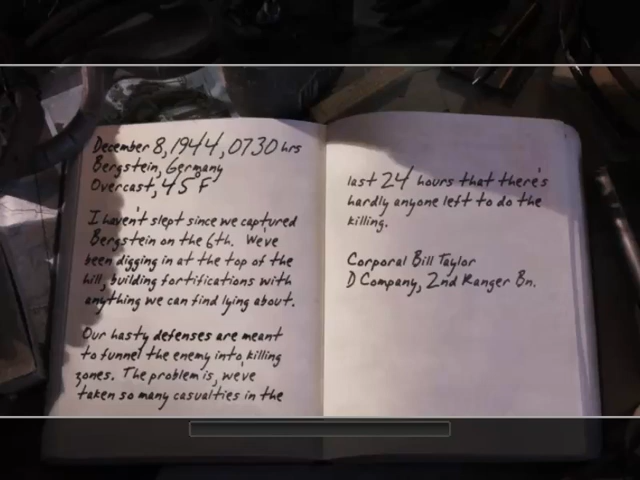 December 8, 1944, 0730 hrs
Bergstein, Germany
Overcast, 45 F
I haven't slept since we captured
Bergstein on the 6th. We've
been digging in at the top of the
hill, building fortifications with
anything we can find lying about.
Our hasty defenses are meant
to funnel the enemy into killing
zones. The problem is, we've
taken so many casualties in the
last 24 hours that there's
hardly anyone left to do the
killing.
Corporal Bill Taylor
D Company, 2nd Ranger Bn.